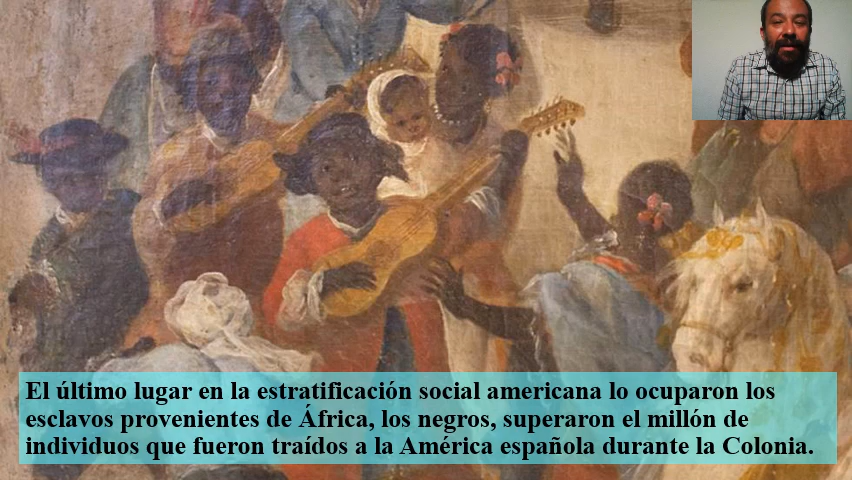 El último lugar en la estratificación social americana lo ocuparon los
esclavos provenientes de África, los negros, superaron el millón de
individuos que fueron traídos a la América española durante la Colonia.